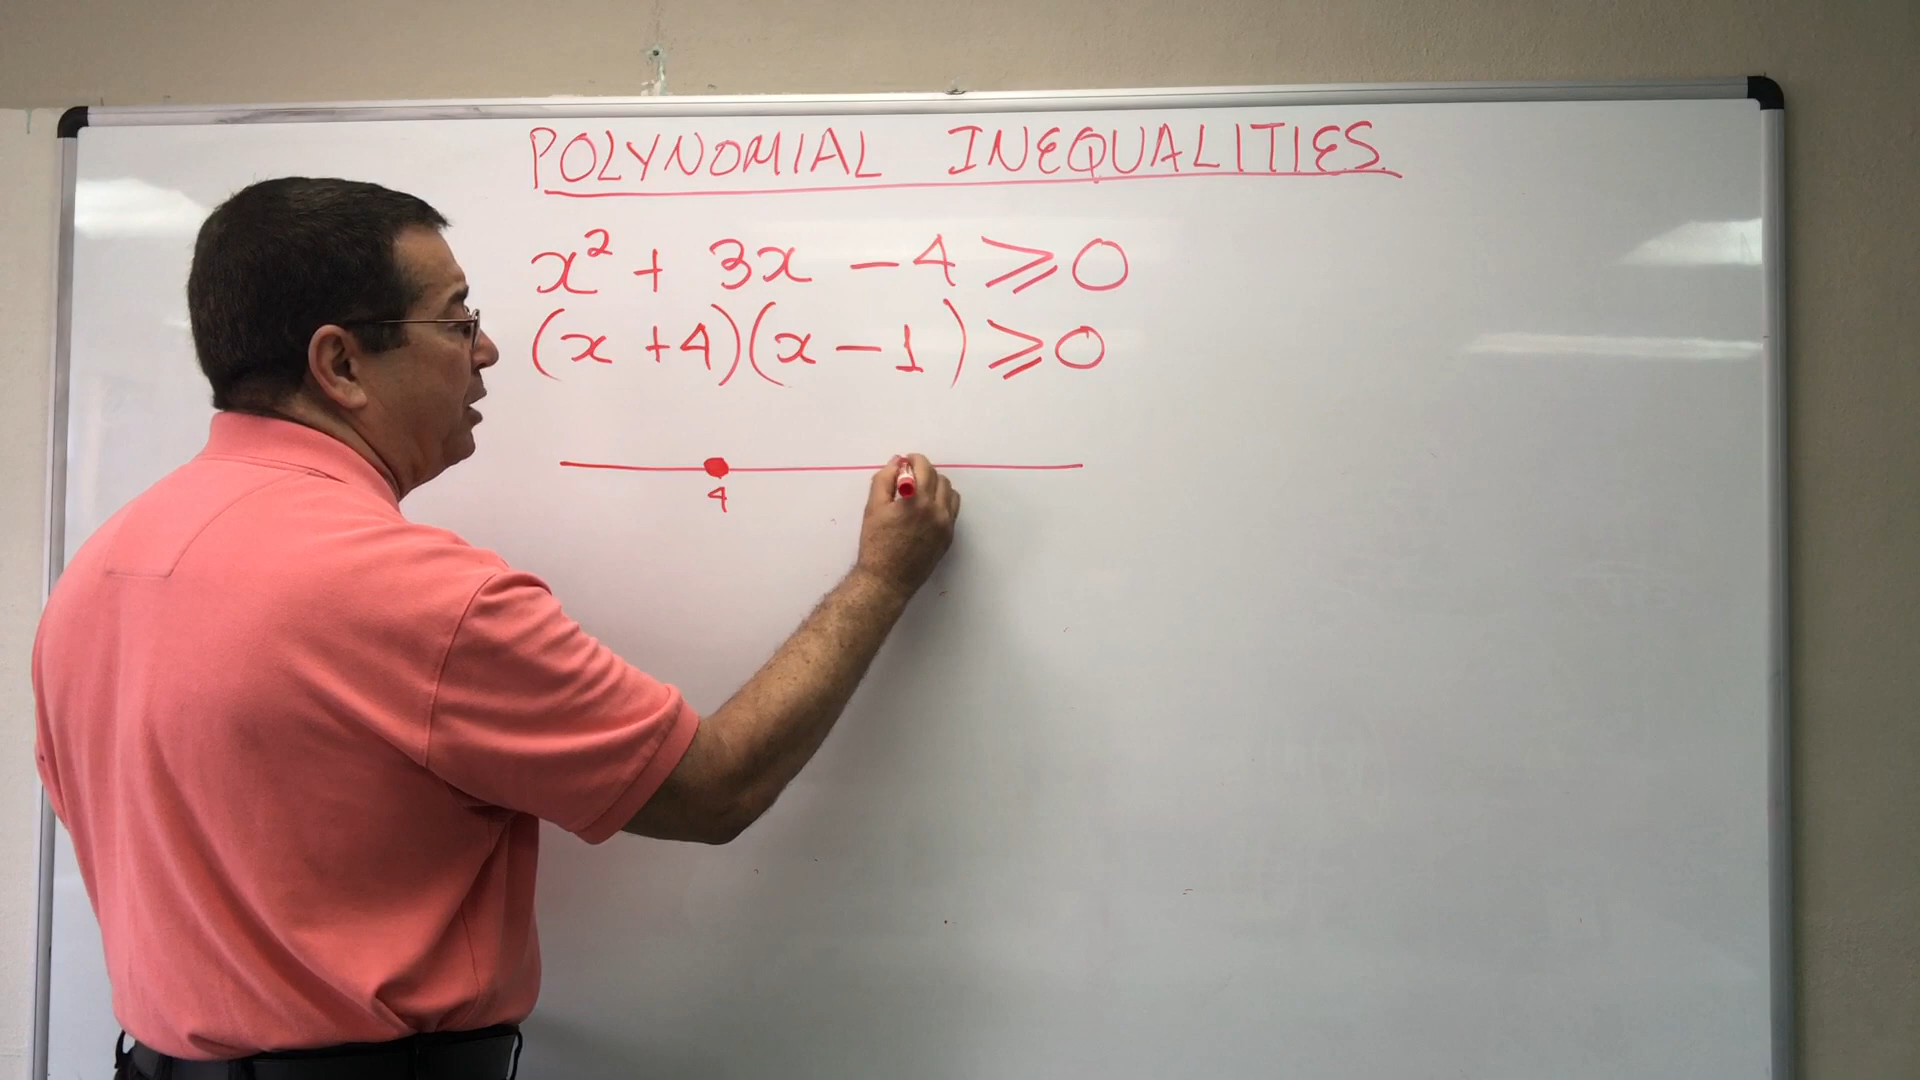 POLYNOMIAL INEQUALITIES.
x² + 3x - 4 ⩾ 0
(x + 4)(x - 1) ⩾ 0
4